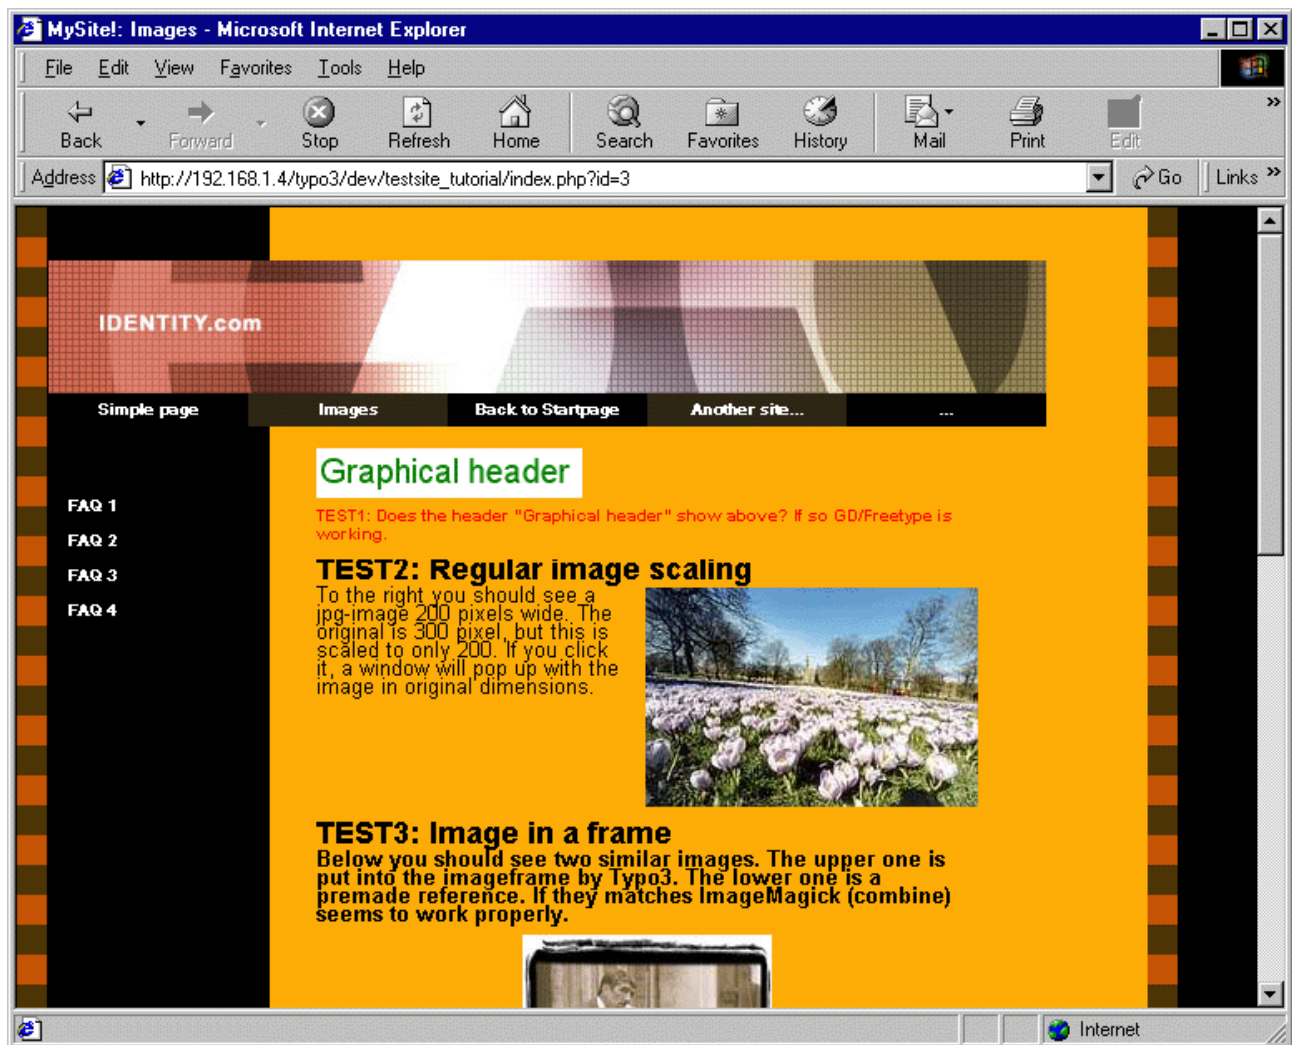 MySite!: Images - Microsoft Internet Explorer
File Edit View Favorites Tools Help
Back Forward Stop Refresh Home Search Favorites History Mail Print Edit »
Address http://192.168.1.4/typo3/dev/testsite_tutorial/index.php?id=3 Go Links »
IDENTITY.com
Simple page Images Back to Startpage Another site... ...
FAQ 1
FAQ 2
FAQ 3
FAQ 4
Graphical header
TEST1: Does the header "Graphical header" show above? If so GD/Freetype is
working.
TEST2: Regular image scaling
To the right you should see a
jpg-image 200 pixels wide. The
original is 300 pixel, but this is
scaled to only 200. If you click
it, a window will pop up with the
image in original dimensions.
TEST3: Image in a frame
Below you should see two similar images. The upper one is
put into the imageframe by Typo3. The lower one is a
premade reference. If they matches ImageMagick (combine)
seems to work properly.
Internet